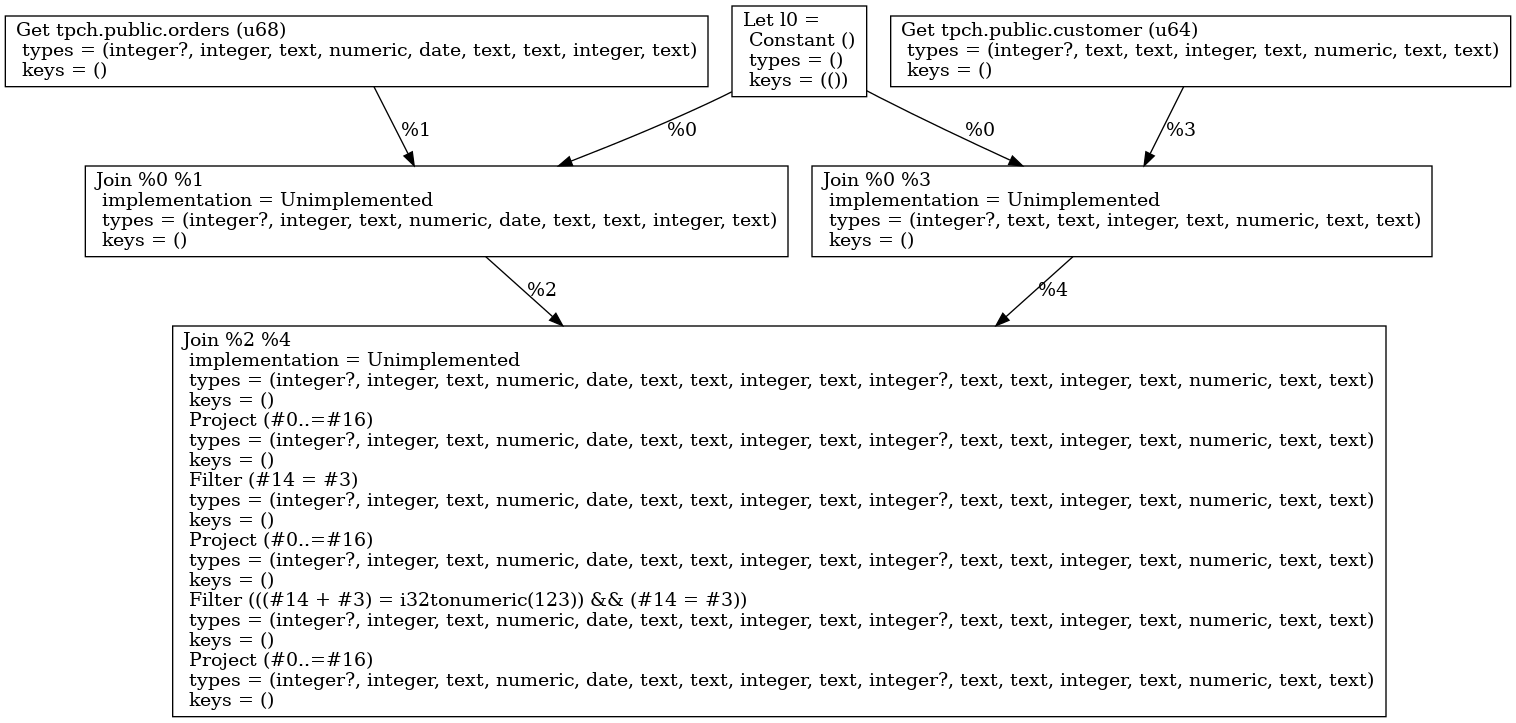 Get tpch.public.orders (u68)
types = (integer?, integer, text, numeric, date, text, text, integer, text)
keys = ()
Let l0 =
Constant ()
types = ()
keys = (())
Get tpch.public.customer (u64)
types = (integer?, text, text, integer, text, numeric, text, text)
keys = ()
%1
%0
%0
%3
Join %0 %1
implementation = Unimplemented
types = (integer?, integer, text, numeric, date, text, text, integer, text)
keys = ()
Join %0 %3
implementation = Unimplemented
types = (integer?, text, text, integer, text, numeric, text, text)
keys = ()
%2
%4
Join %2 %4
implementation = Unimplemented
types = (integer?, integer, text, numeric, date, text, text, integer, text, integer?, text, text, integer, text, numeric, text, text)
keys = ()
Project (#0..=#16)
types = (integer?, integer, text, numeric, date, text, text, integer, text, integer?, text, text, integer, text, numeric, text, text)
keys = ()
Filter (#14 = #3)
types = (integer?, integer, text, numeric, date, text, text, integer, text, integer?, text, text, integer, text, numeric, text, text)
keys = ()
Project (#0..=#16)
types = (integer?, integer, text, numeric, date, text, text, integer, text, integer?, text, text, integer, text, numeric, text, text)
keys = ()
Filter (((#14 + #3) = i32tonumeric(123)) && (#14 = #3))
types = (integer?, integer, text, numeric, date, text, text, integer, text, integer?, text, text, integer, text, numeric, text, text)
keys = ()
Project (#0..=#16)
types = (integer?, integer, text, numeric, date, text, text, integer, text, integer?, text, text, integer, text, numeric, text, text)
keys = ()